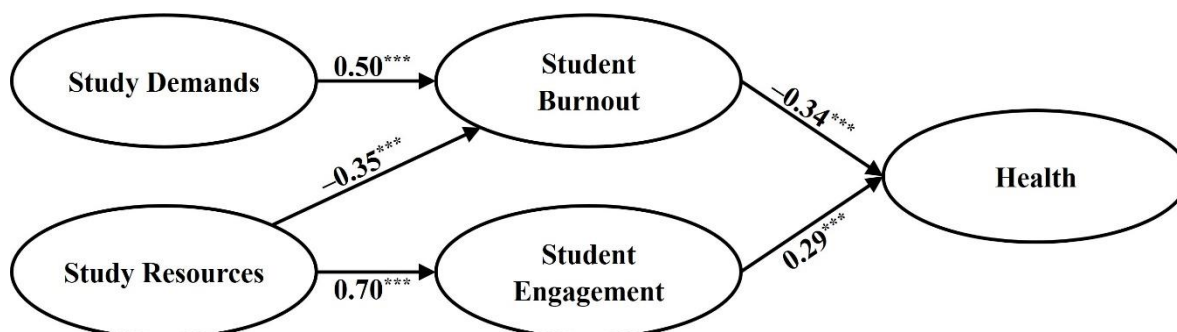 Study Demands
0.50***
Student
Burnout
–0.34***
–0.35***
Health
Study Resources
0.70***
Student
Engagement
0.29***